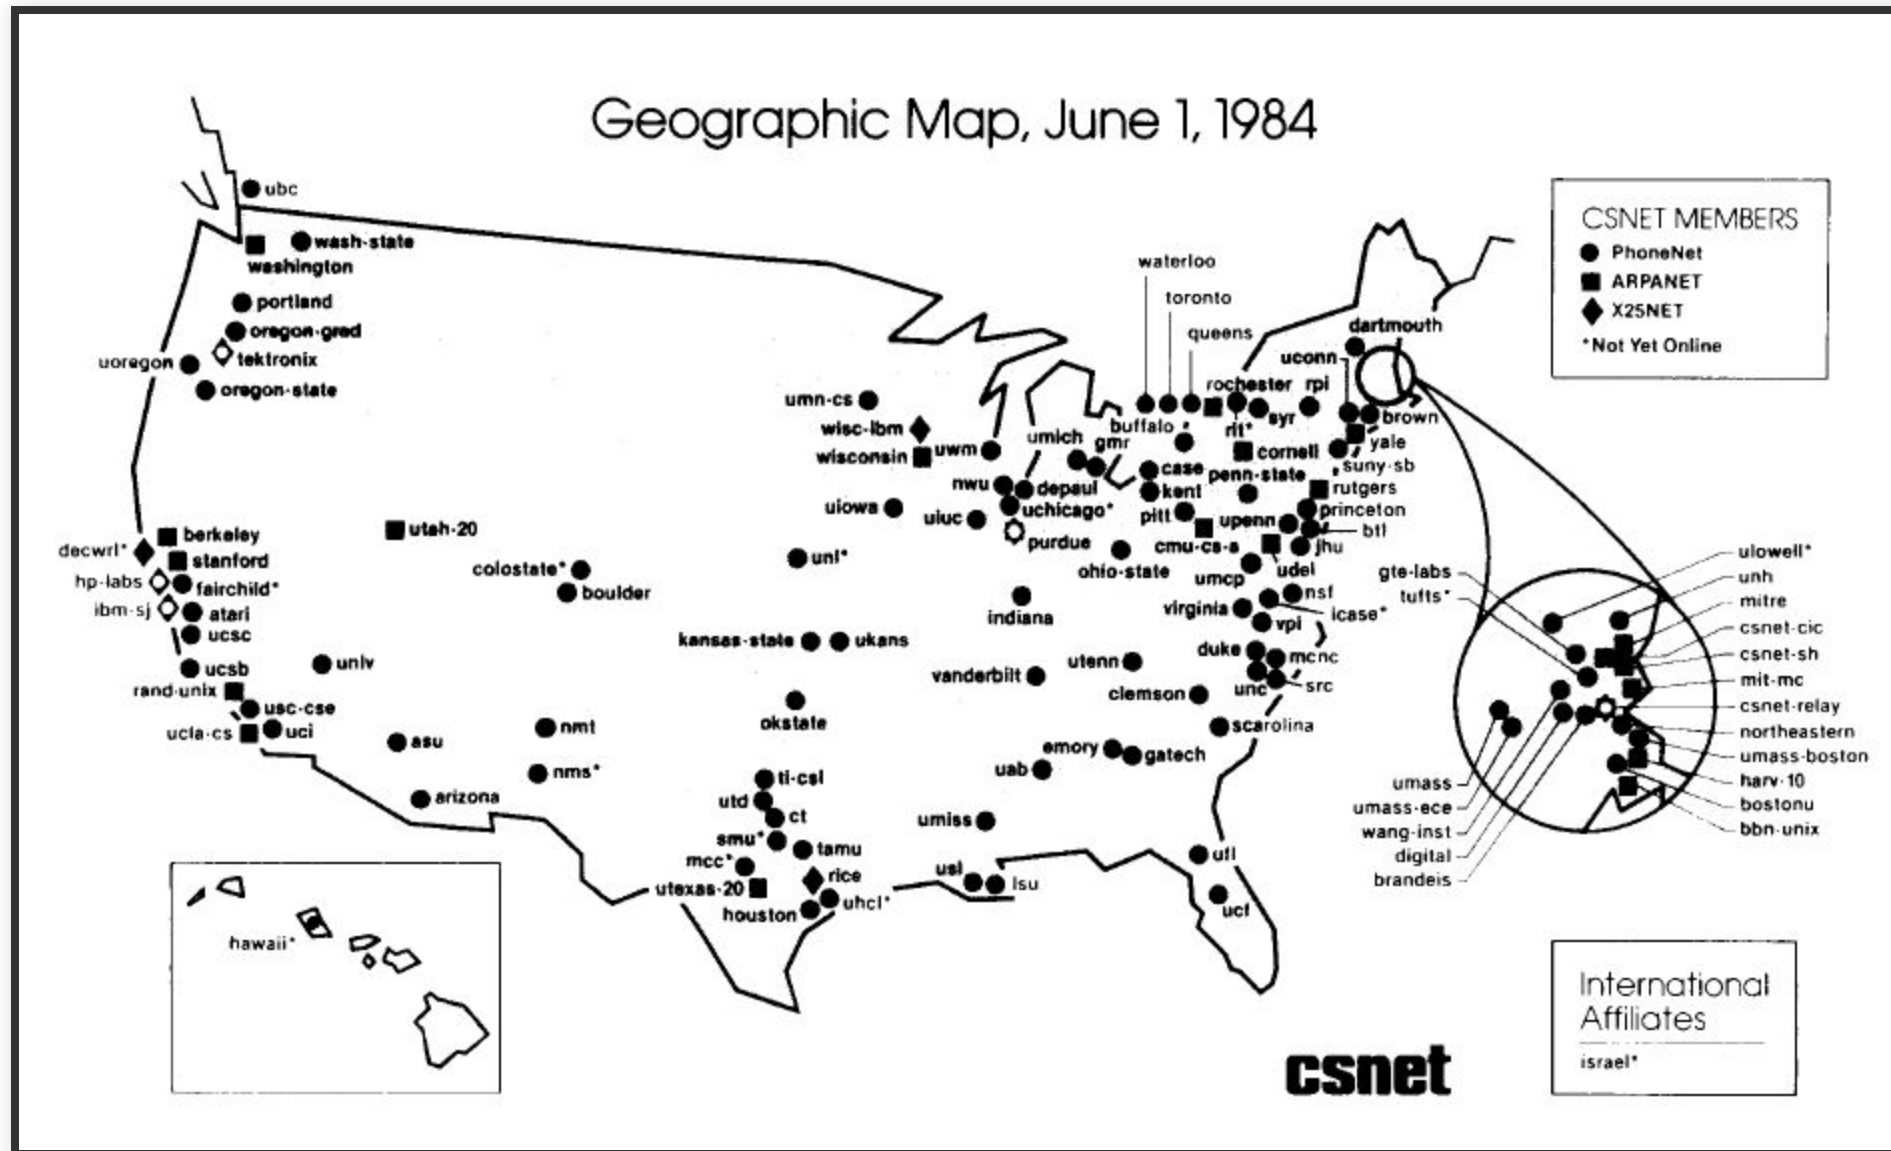 Geographic Map, June 1, 1984
CSNET MEMBERS
PhoneNet
ARPANET
X25NET
*Not Yet Online
ubc
wash-state
washington
portland
oregon-grad
tektronix
uoregon
oregon-state
berkeley
decwrl*
stanford
hp-labs
fairchild*
ibm-sj
atari
ucsc
ucsb
rand-unix
usc-cse
ucla-cs
uci
unlv
utah-20
colostate*
boulder
asu
arizona
nmt
nms*
umn-cs
wisc-ibm
wisconsin
uwm
uiowa
nwu
depaul
uiuc
uchicago*
purdue
unl*
indiana
kansas-state
ukans
okstate
vanderbilt
utenn
clemson
scarolina
emory
gatech
uab
umiss
usl
lsu
ti-csl
utd
ct
smu*
tamu
mcc*
rice
utexas-20
uhcl*
houston
ufl
ucf
waterloo
toronto
queens
dartmouth
uconn
rochester
rpi
buffalo
rit*
syr
brown
umich
gmr
cornell
yale
suny-sb
case
penn-state
kent
rutgers
pitt
upenn
princeton
btl
cmu-cs-a
jhu
ohio-state
udel
umcp
nsf
virginia
icase*
vpi
duke
mcnc
unc
src
gte-labs
tufts*
ulowell*
unh
mitre
csnet-cic
csnet-sh
mit-mc
csnet-relay
northeastern
umass-boston
harv-10
bostonu
bbn-unix
umass
umass-ece
wang-inst
digital
brandeis
hawaii*
csnet
International
Affiliates
israel*